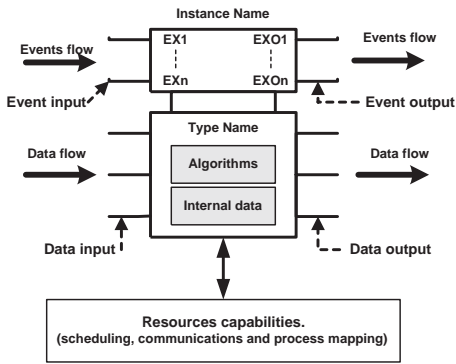 Instance Name
Events flow EX1 EXO1 Events flow
EXn EXOn
Event input Event output
Type Name
Data flow Data flow
Algorithms
Internal data
Data input Data output
Resources capabilities.
(scheduling, communications and process mapping)